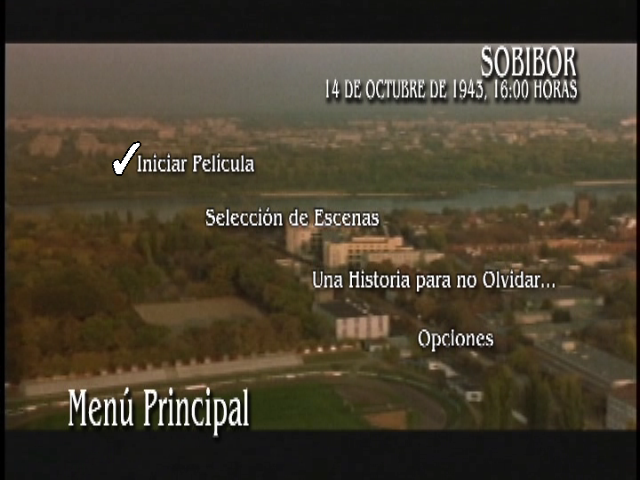 SOBIBOR
14 DE OCTUBRE DE 1943, 16:00 HORAS
Iniciar Película
Selección de Escenas
Una Historia para no Olvidar...
Opciones
Menú Principal